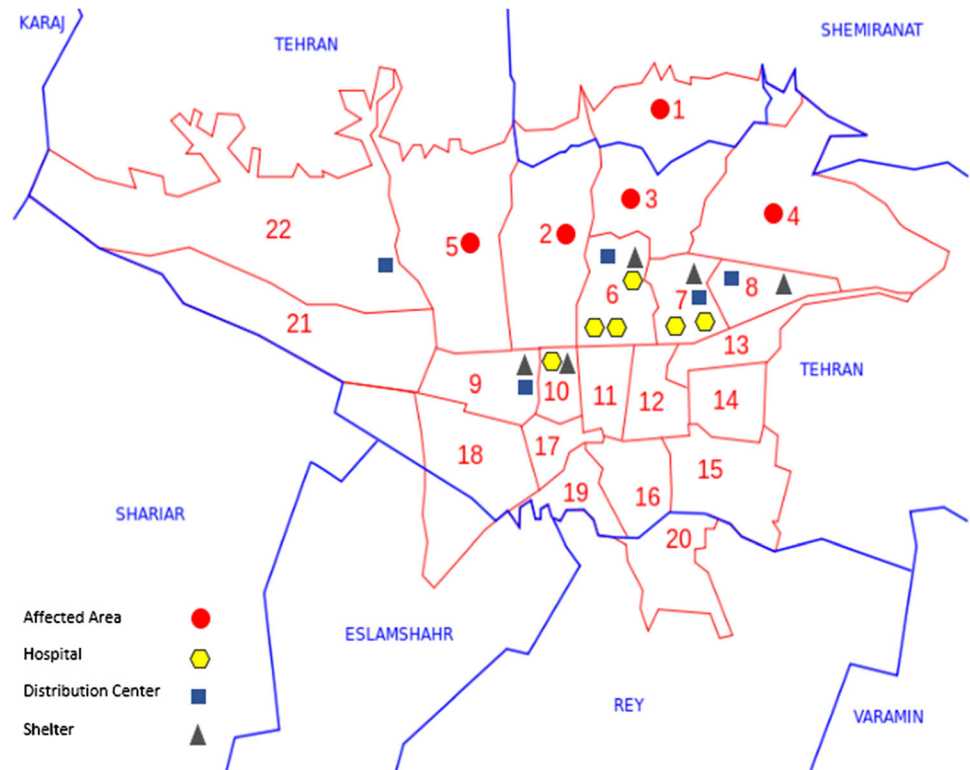 KARAJ
TEHRAN
SHEMIRANAT
1
3
4
2
5
22
6
7
8
21
13
TEHRAN
9
10
11
12
14
17
18
15
19
16
20
SHARIAR
Affected Area
ESLAMSHAHR
Hospital
Distribution Center
REY
VARAMIN
Shelter